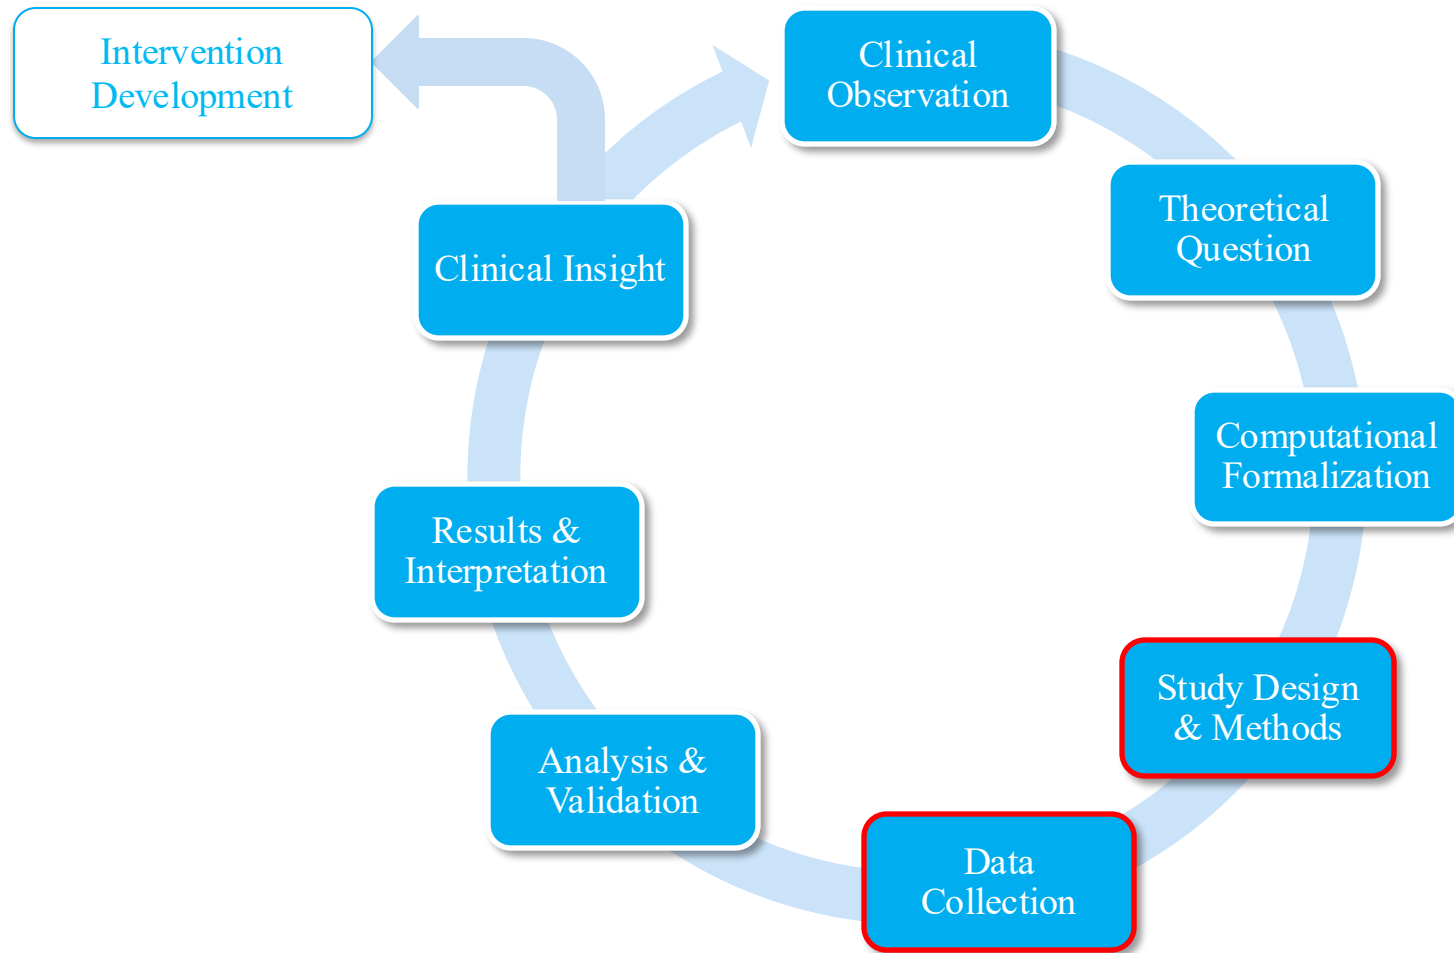 Intervention
Development
Clinical
Observation
Theoretical
Question
Computational
Formalization
Study Design
& Methods
Data
Collection
Analysis &
Validation
Results &
Interpretation
Clinical Insight